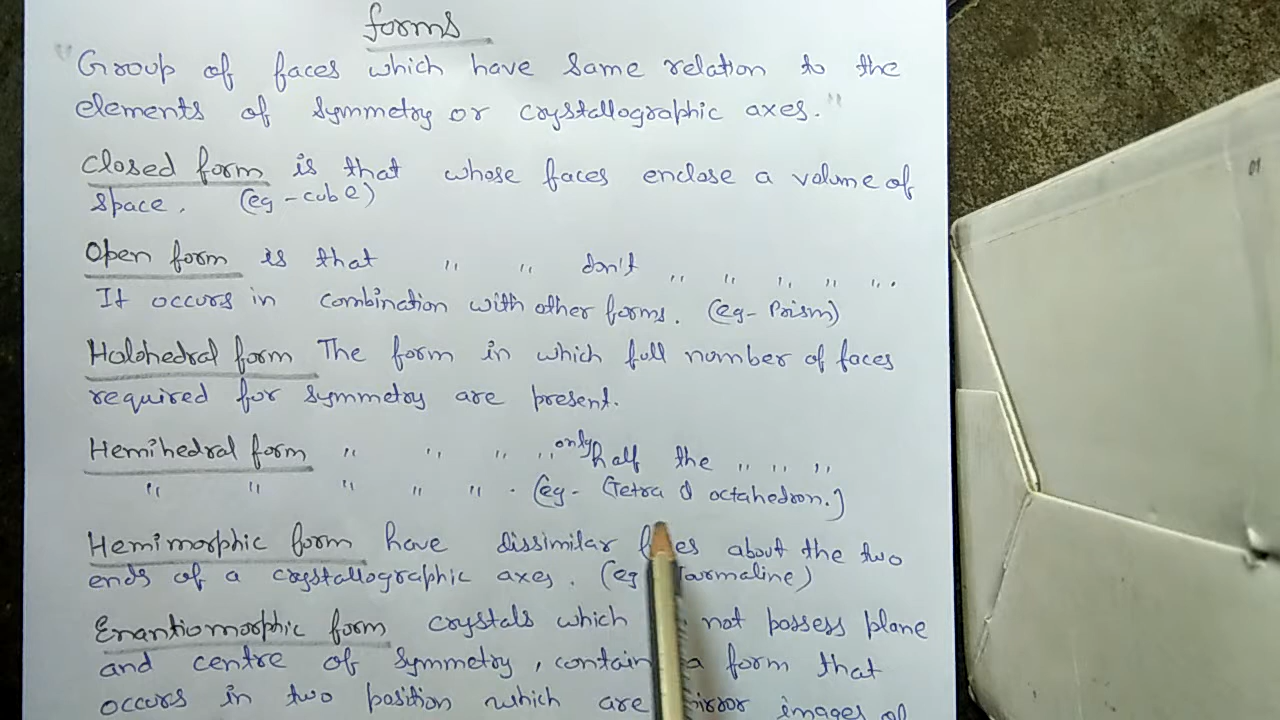 forms
"Group of faces which have same relation to the
elements of symmetry or crystallographic axes."
Closed form is that whose faces enclose a volume of
space. (eg - cube)
Open form is that " " don't " " " " ".
It occurs in combination with other forms. (eg- Prism)
Holohedral form The form in which full number of faces
required for symmetry are present.
Hemihedral form " " " " only half the " " "
" " " " " . (eg- Tetra octahedron.)
Hemimorphic form have dissimilar about the two
ends of a crystallographic axes. (eg Tourmaline)
Enantiomorphic form crystals which not possess plane
and centre of symmetry, contain a form that
occurs in two position which are mirror images of